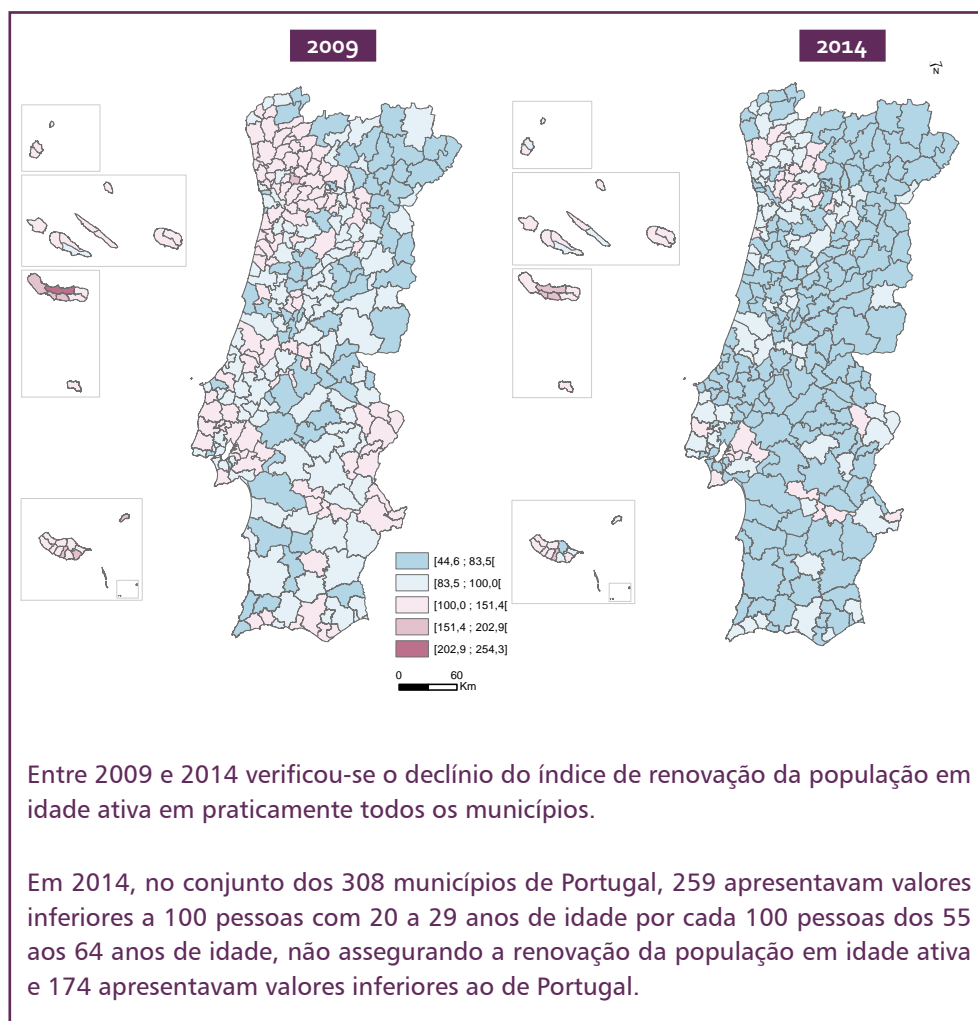 2009
2014
N
[44,6 ; 83,5[
[83,5 ; 100,0[
[100,0 ; 151,4[
[151,4 ; 202,9[
[202,9 ; 254,3]
0 60
Km
Entre 2009 e 2014 verificou-se o declínio do índice de renovação da população em
idade ativa em praticamente todos os municípios.
Em 2014, no conjunto dos 308 municípios de Portugal, 259 apresentavam valores
inferiores a 100 pessoas com 20 a 29 anos de idade por cada 100 pessoas dos 55
aos 64 anos de idade, não assegurando a renovação da população em idade ativa
e 174 apresentavam valores inferiores ao de Portugal.